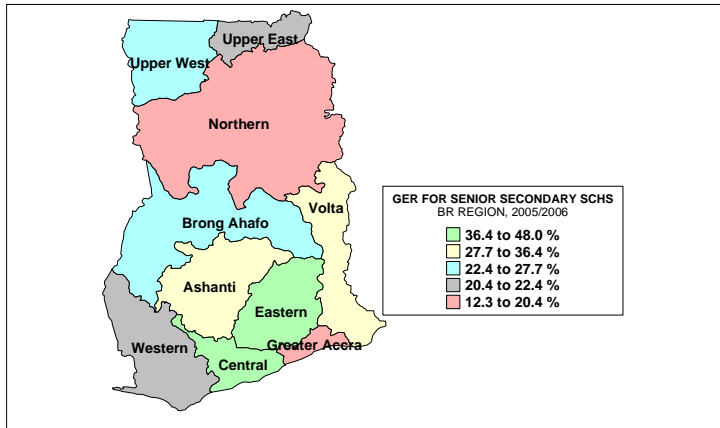 Upper East
Upper West
Northern
Volta
Brong Ahafo
Ashanti
Eastern
Greater Accra
Western
Central
GER FOR SENIOR SECONDARY SCHS
BR REGION, 2005/2006
36.4 to 48.0 %
27.7 to 36.4 %
22.4 to 27.7 %
20.4 to 22.4 %
12.3 to 20.4 %